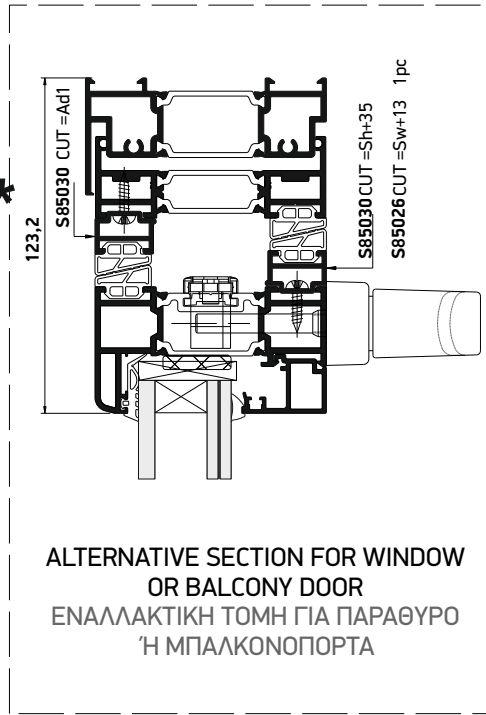 *
123,2
S85030 CUT =Ad1
S85030 CUT =Sh+35
S85026 CUT =Sw+13 1pc
ALTERNATIVE SECTION FOR WINDOW
OR BALCONY DOOR
ΕΝΑΛΛΑΚΤΙΚΗ ΤΟΜΗ ΓΙΑ ΠΑΡΑΘΥΡΟ
Ή ΜΠΑΛΚΟΝΟΠΟΡΤΑ